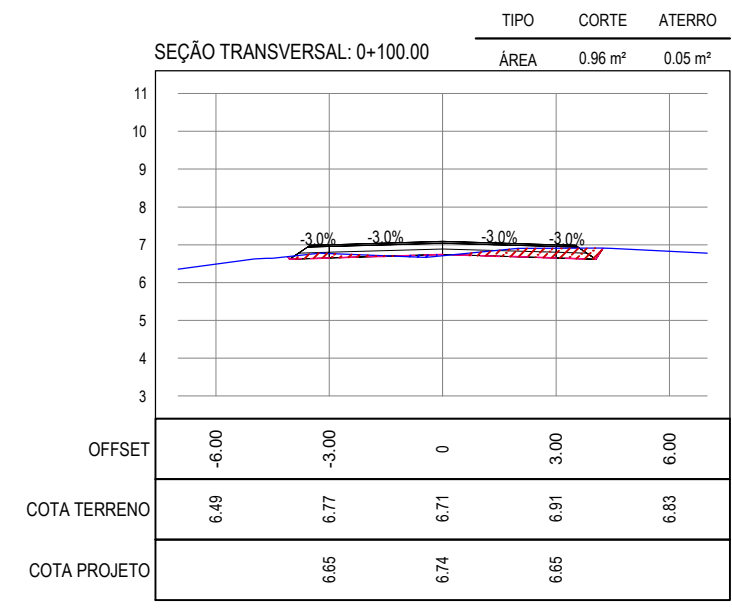 TIPO CORTE ATERRO
SEÇÃO TRANSVERSAL: 0+100.00
ÁREA 0.96 m² 0.05 m²
11
10
9
8
7
6
5
4
3
-3.0% -3.0% -3.0% -3.0%
OFFSET -6.00 -3.00 0 3.00 6.00
COTA TERRENO 6.49 6.77 6.71 6.91 6.83
COTA PROJETO 6.65 6.74 6.65